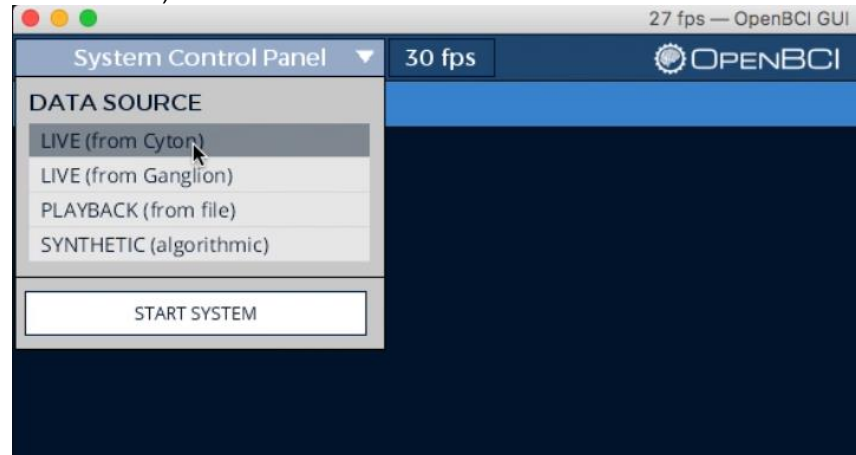 27 fps — OpenBCI GUI
System Control Panel 30 fps OPENBCI
DATA SOURCE
LIVE (from Cyton)
LIVE (from Ganglion)
PLAYBACK (from file)
SYNTHETIC (algorithmic)
START SYSTEM